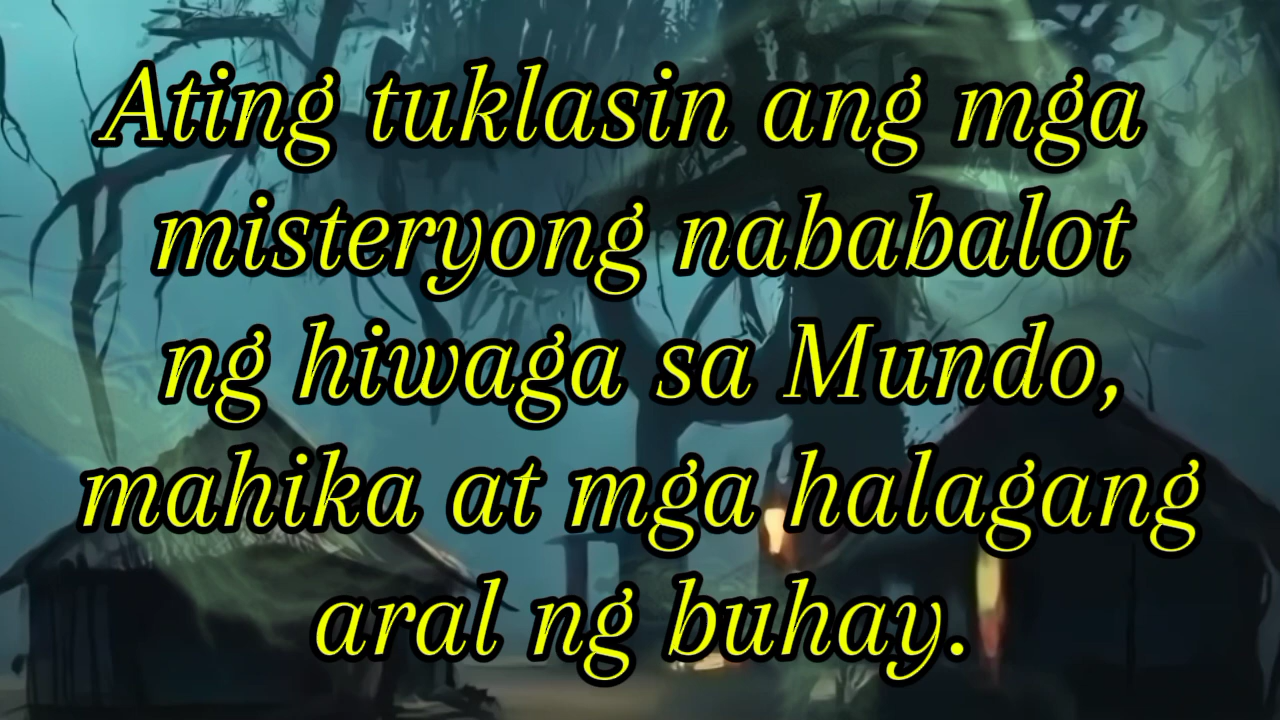 Ating tuklasin ang mga
misteryong nababalot
ng hiwaga sa Mundo,
mahika at mga halagang
aral ng buhay.